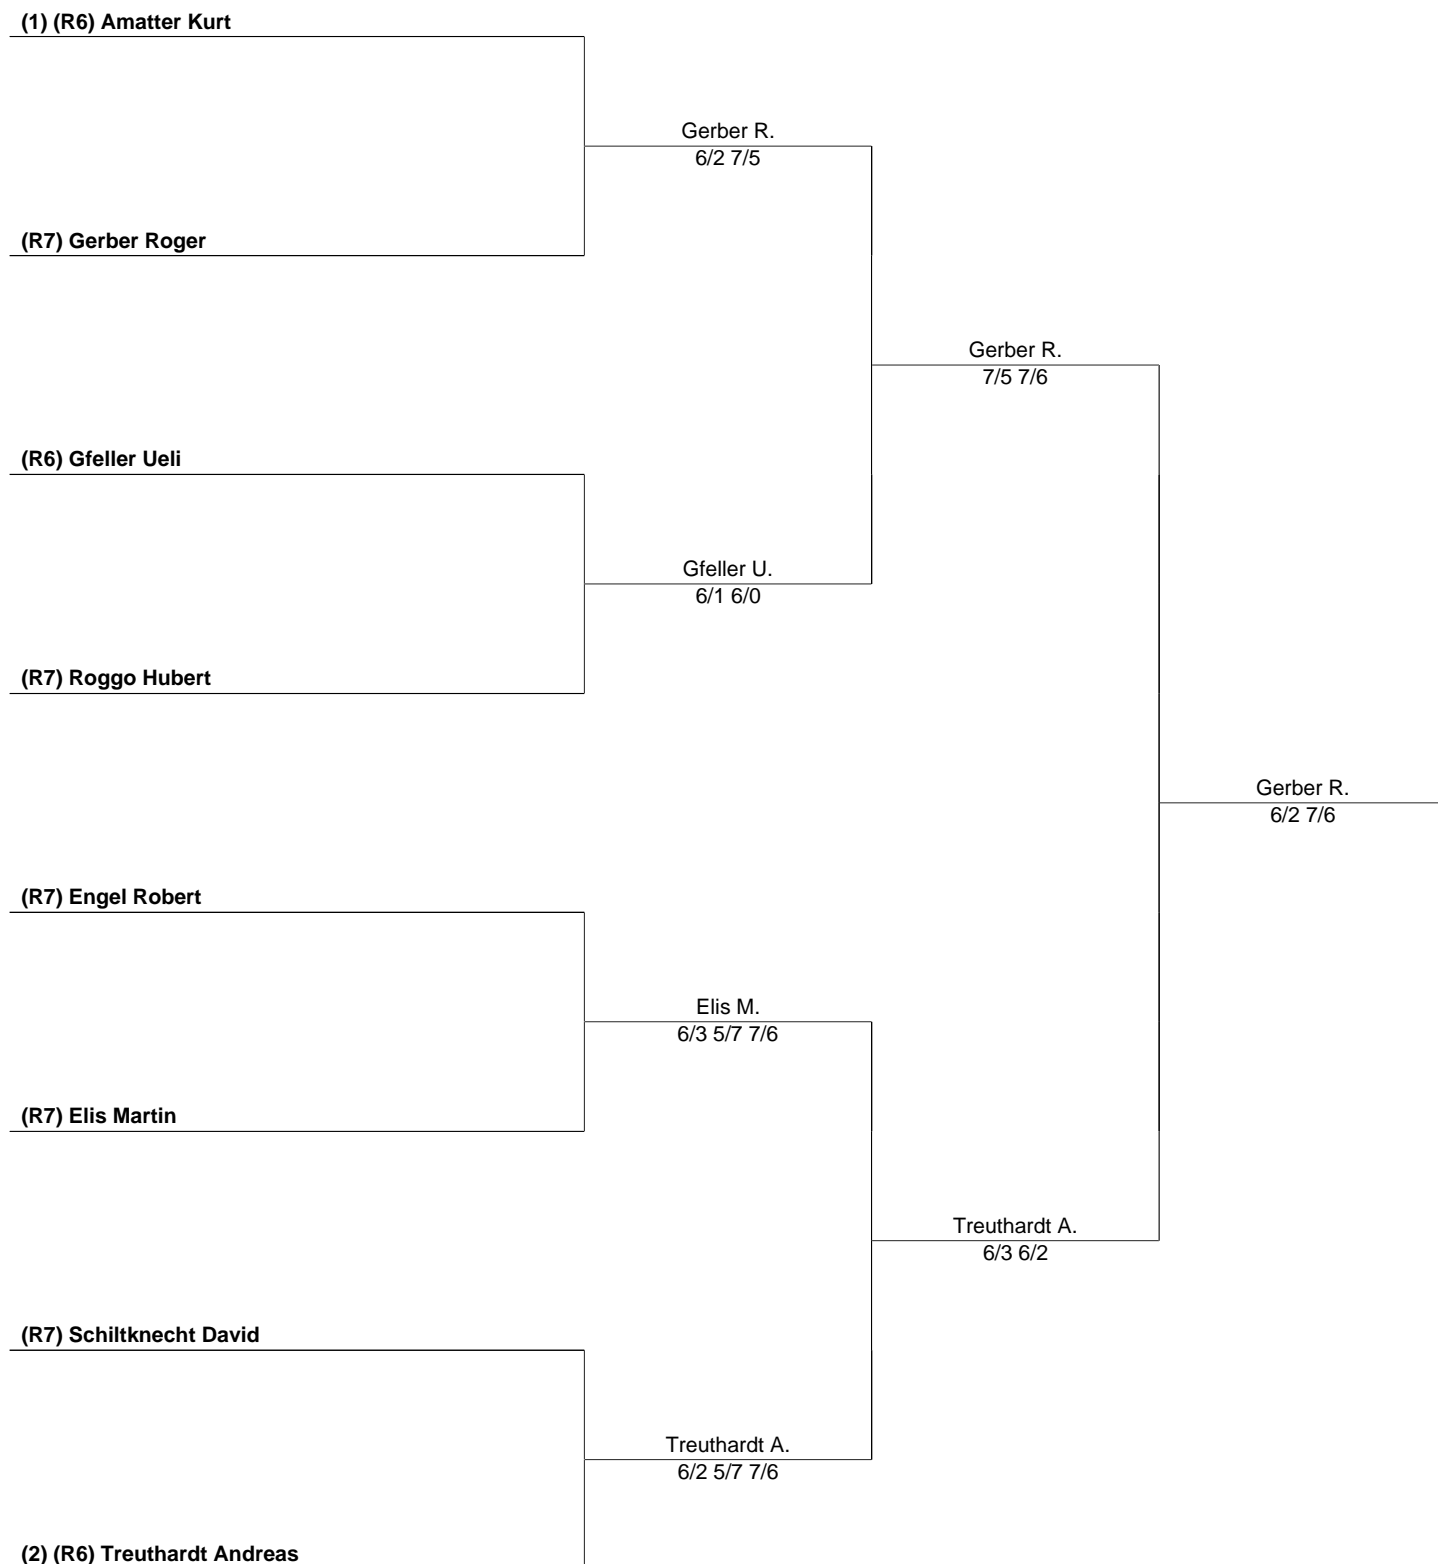 (1) (R6) Amatter Kurt
Gerber R.
6/2 7/5
(R7) Gerber Roger
Gerber R.
7/5 7/6
(R6) Gfeller Ueli
Gfeller U.
6/1 6/0
(R7) Roggo Hubert
Gerber R.
6/2 7/6
(R7) Engel Robert
Elis M.
6/3 5/7 7/6
(R7) Elis Martin
Treuthardt A.
6/3 6/2
(R7) Schiltknecht David
Treuthardt A.
6/2 5/7 7/6
(2) (R6) Treuthardt Andreas